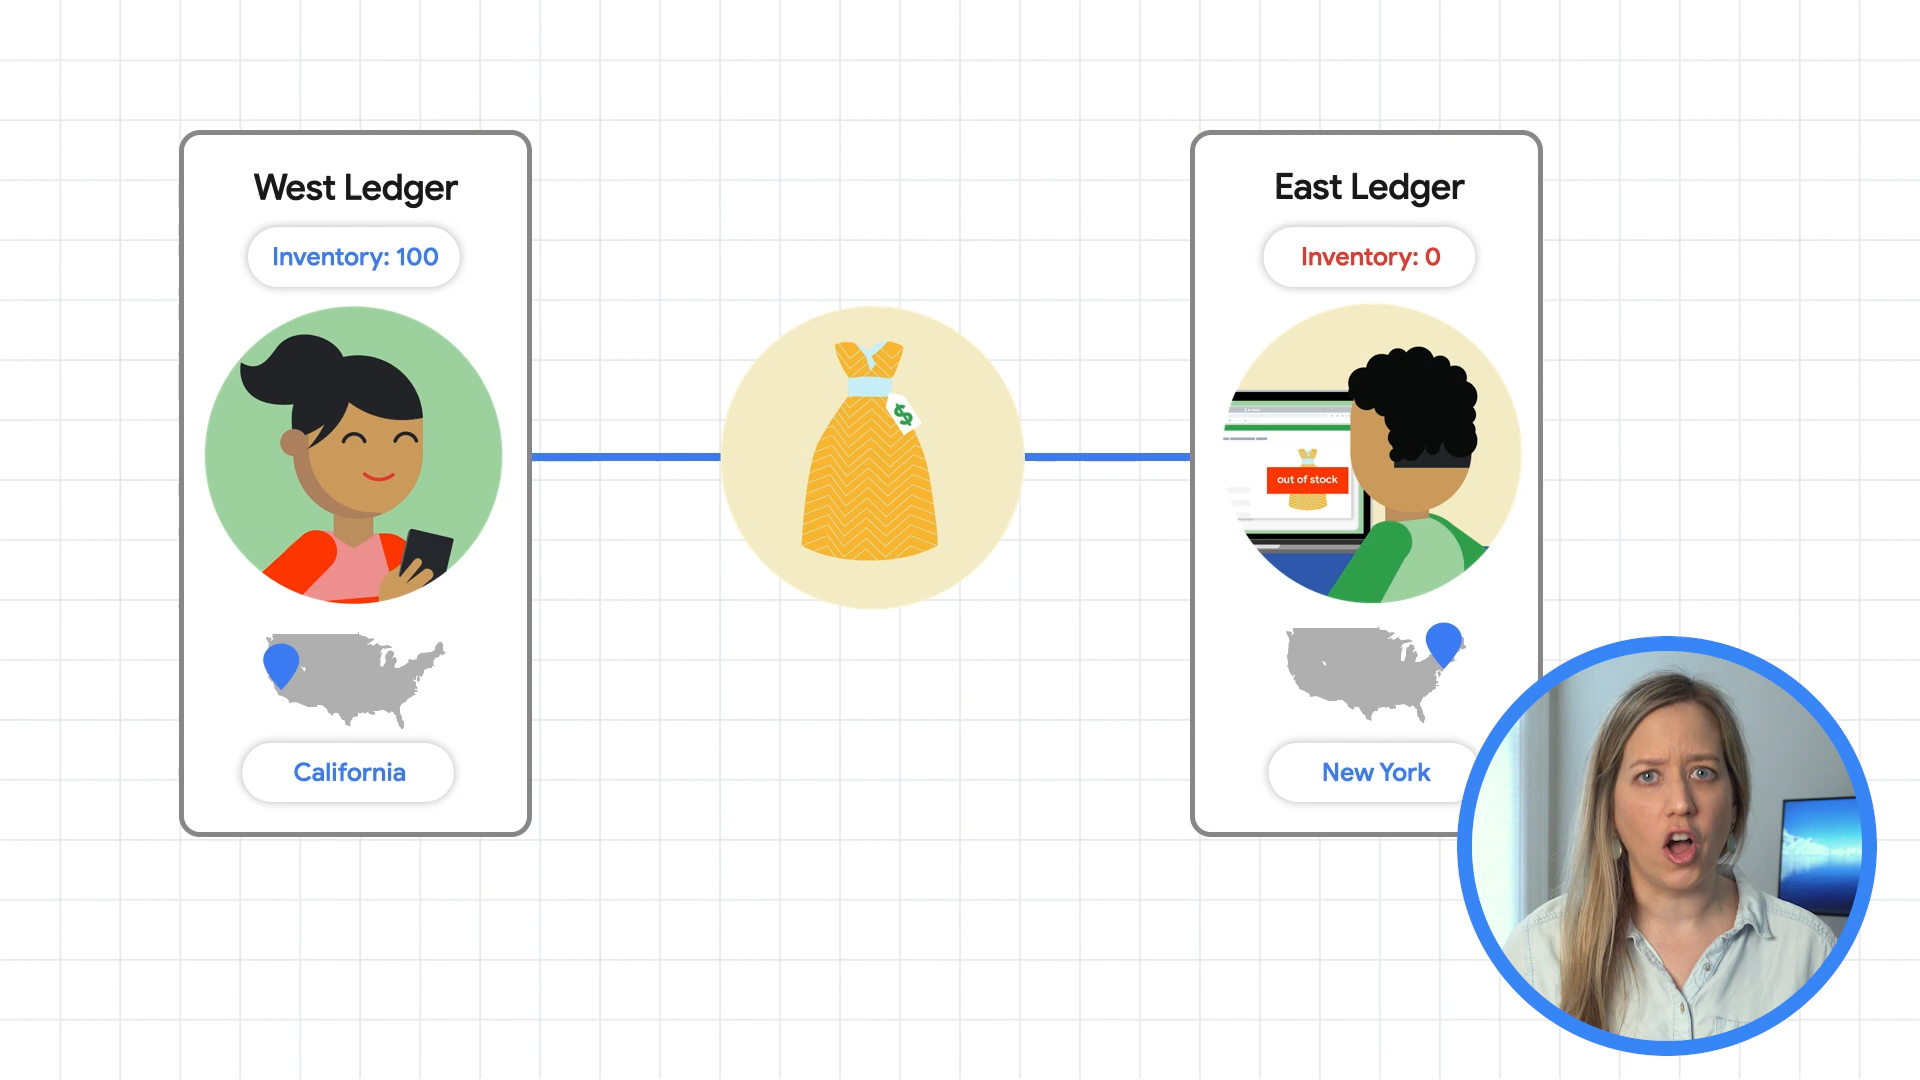 West Ledger
Inventory: 100
California
$
East Ledger
Inventory: 0
out of stock
New York